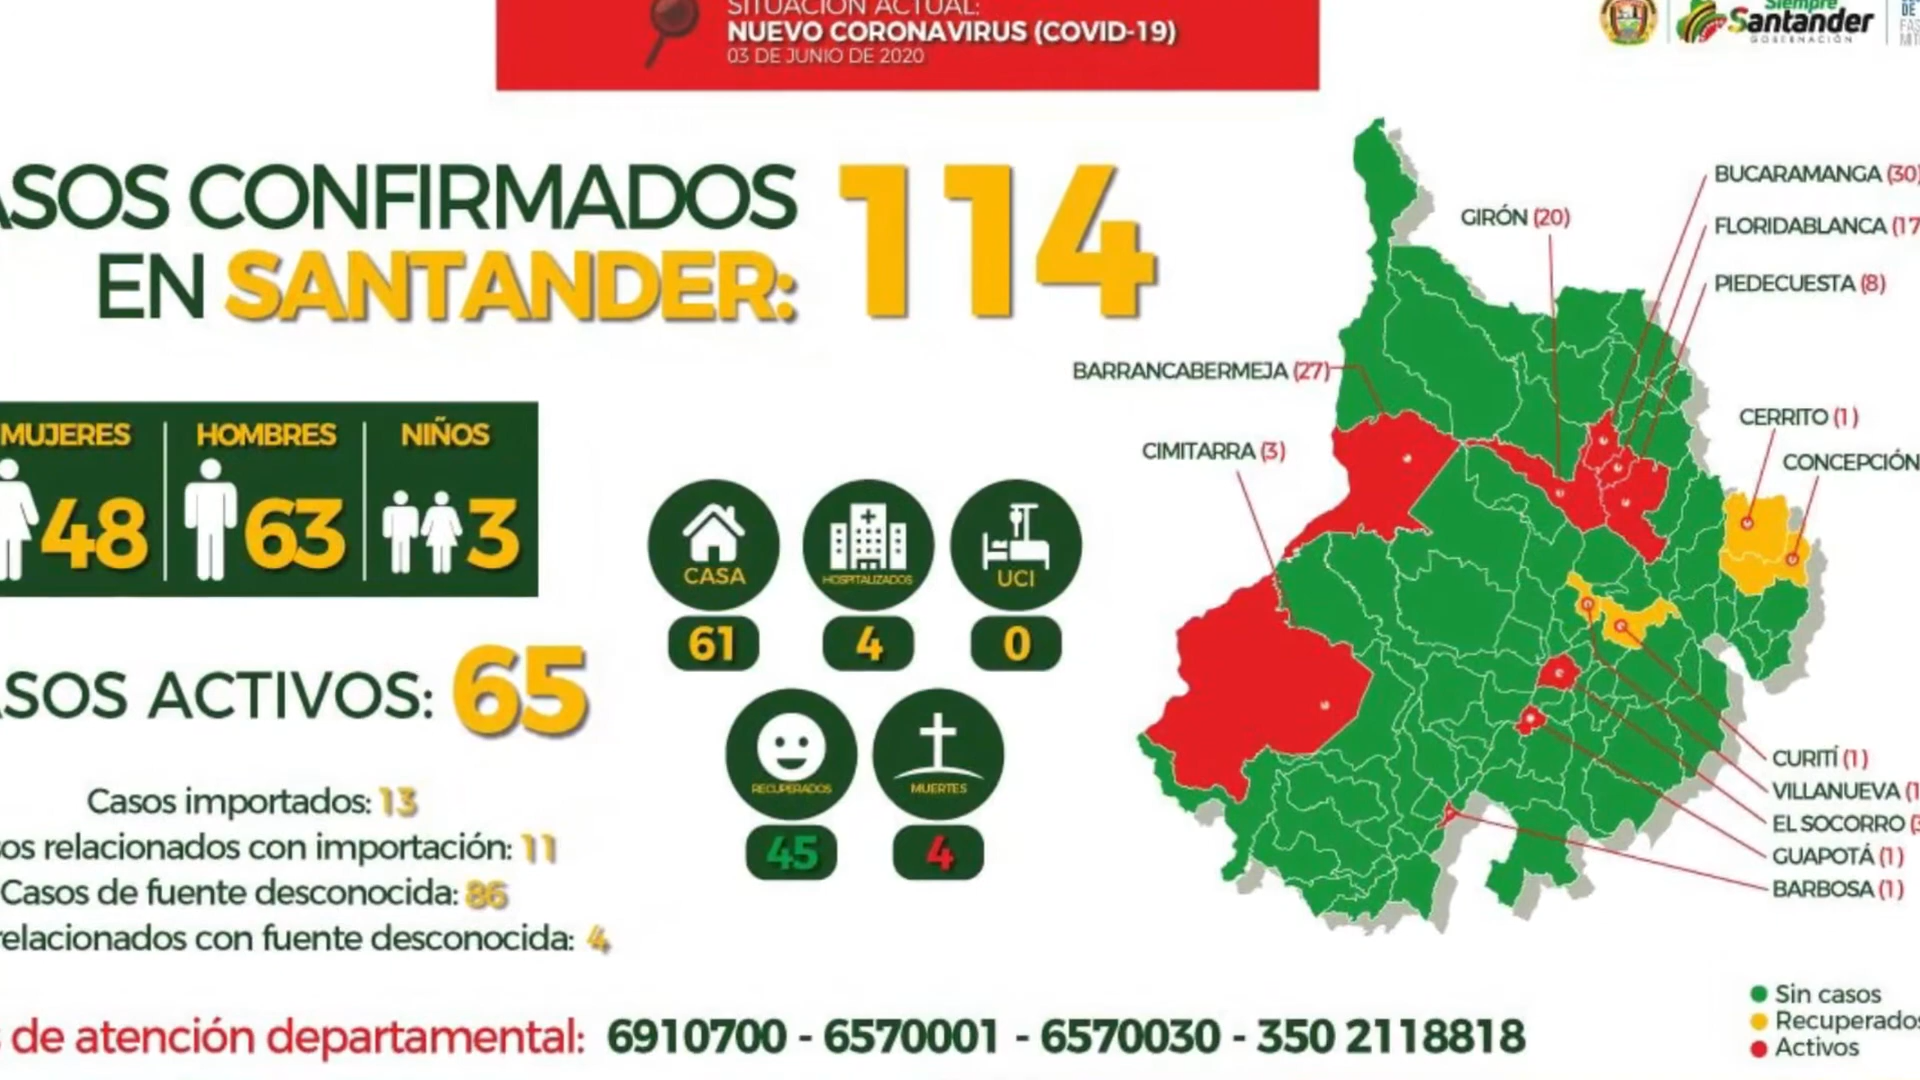 SITUACIÓN ACTUAL:
NUEVO CORONAVIRUS (COVID-19)
03 DE JUNIO DE 2020
Siempre
Santander
GOBERNACIÓN
DE
ASOS CONFIRMADOS
EN SANTANDER:
114
MUJERES
48
HOMBRES
63
NIÑOS
3
ASOS ACTIVOS: 65
Casos importados: 13
os relacionados con importación: 11
Casos de fuente desconocida: 86
relacionados con fuente desconocida: 4
CASA
61
HOSPITALIZADOS
4
UCI
0
RECUPERADOS
45
MUERTES
4
BUCARAMANGA (30)
GIRÓN (20)
FLORIDABLANCA (17
PIEDECUESTA (8)
BARRANCABERMEJA (27)
CERRITO (1)
CIMITARRA (3)
CONCEPCIÓN
CURITÍ (1)
VILLANUEVA (1
EL SOCORRO (3
GUAPOTÁ (1)
BARBOSA (1)
Sin casos
Recuperados
Activos
s de atención departamental: 6910700 - 6570001 - 6570030 - 350 2118818